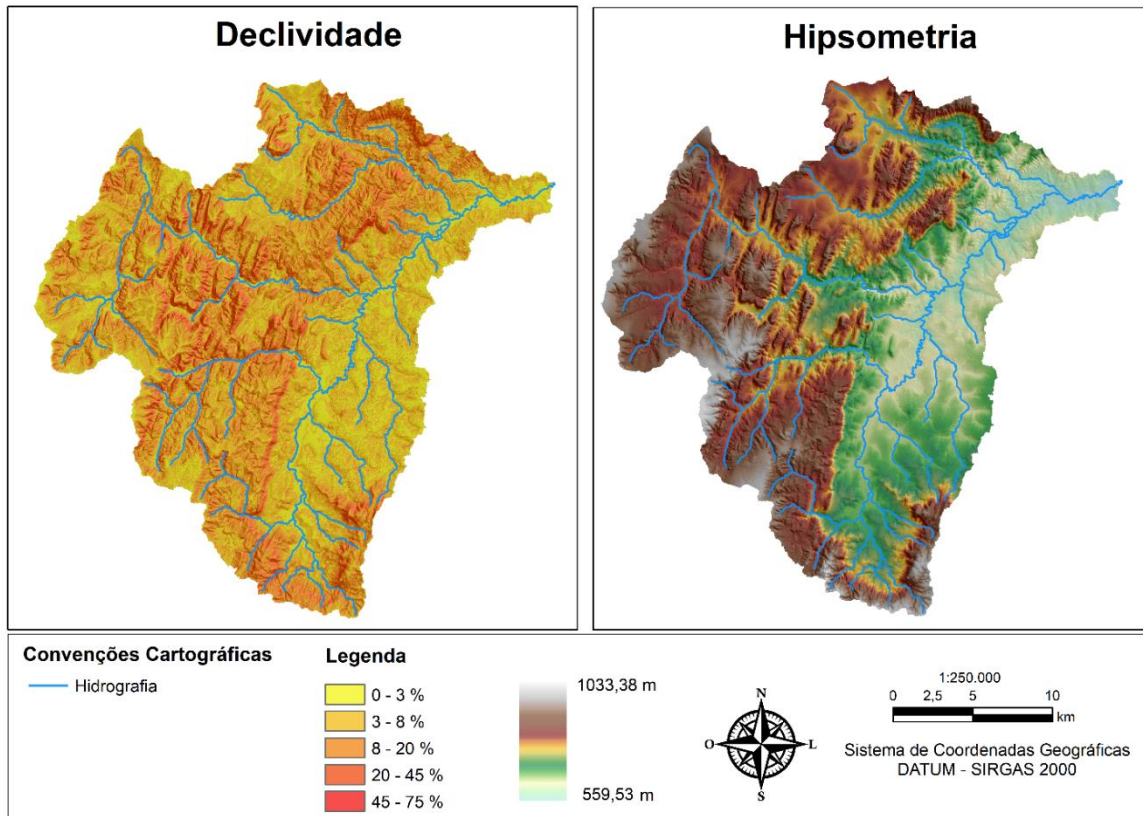 Declividade
Hipsometria
Convenções Cartográficas
Hidrografia
Legenda
0 - 3 %
3 - 8 %
8 - 20 %
20 - 45 %
45 - 75 %
1033,38 m
559,53 m
N
O
L
S
1:250.000
0 2,5 5 10
km
Sistema de Coordenadas Geográficas
DATUM - SIRGAS 2000